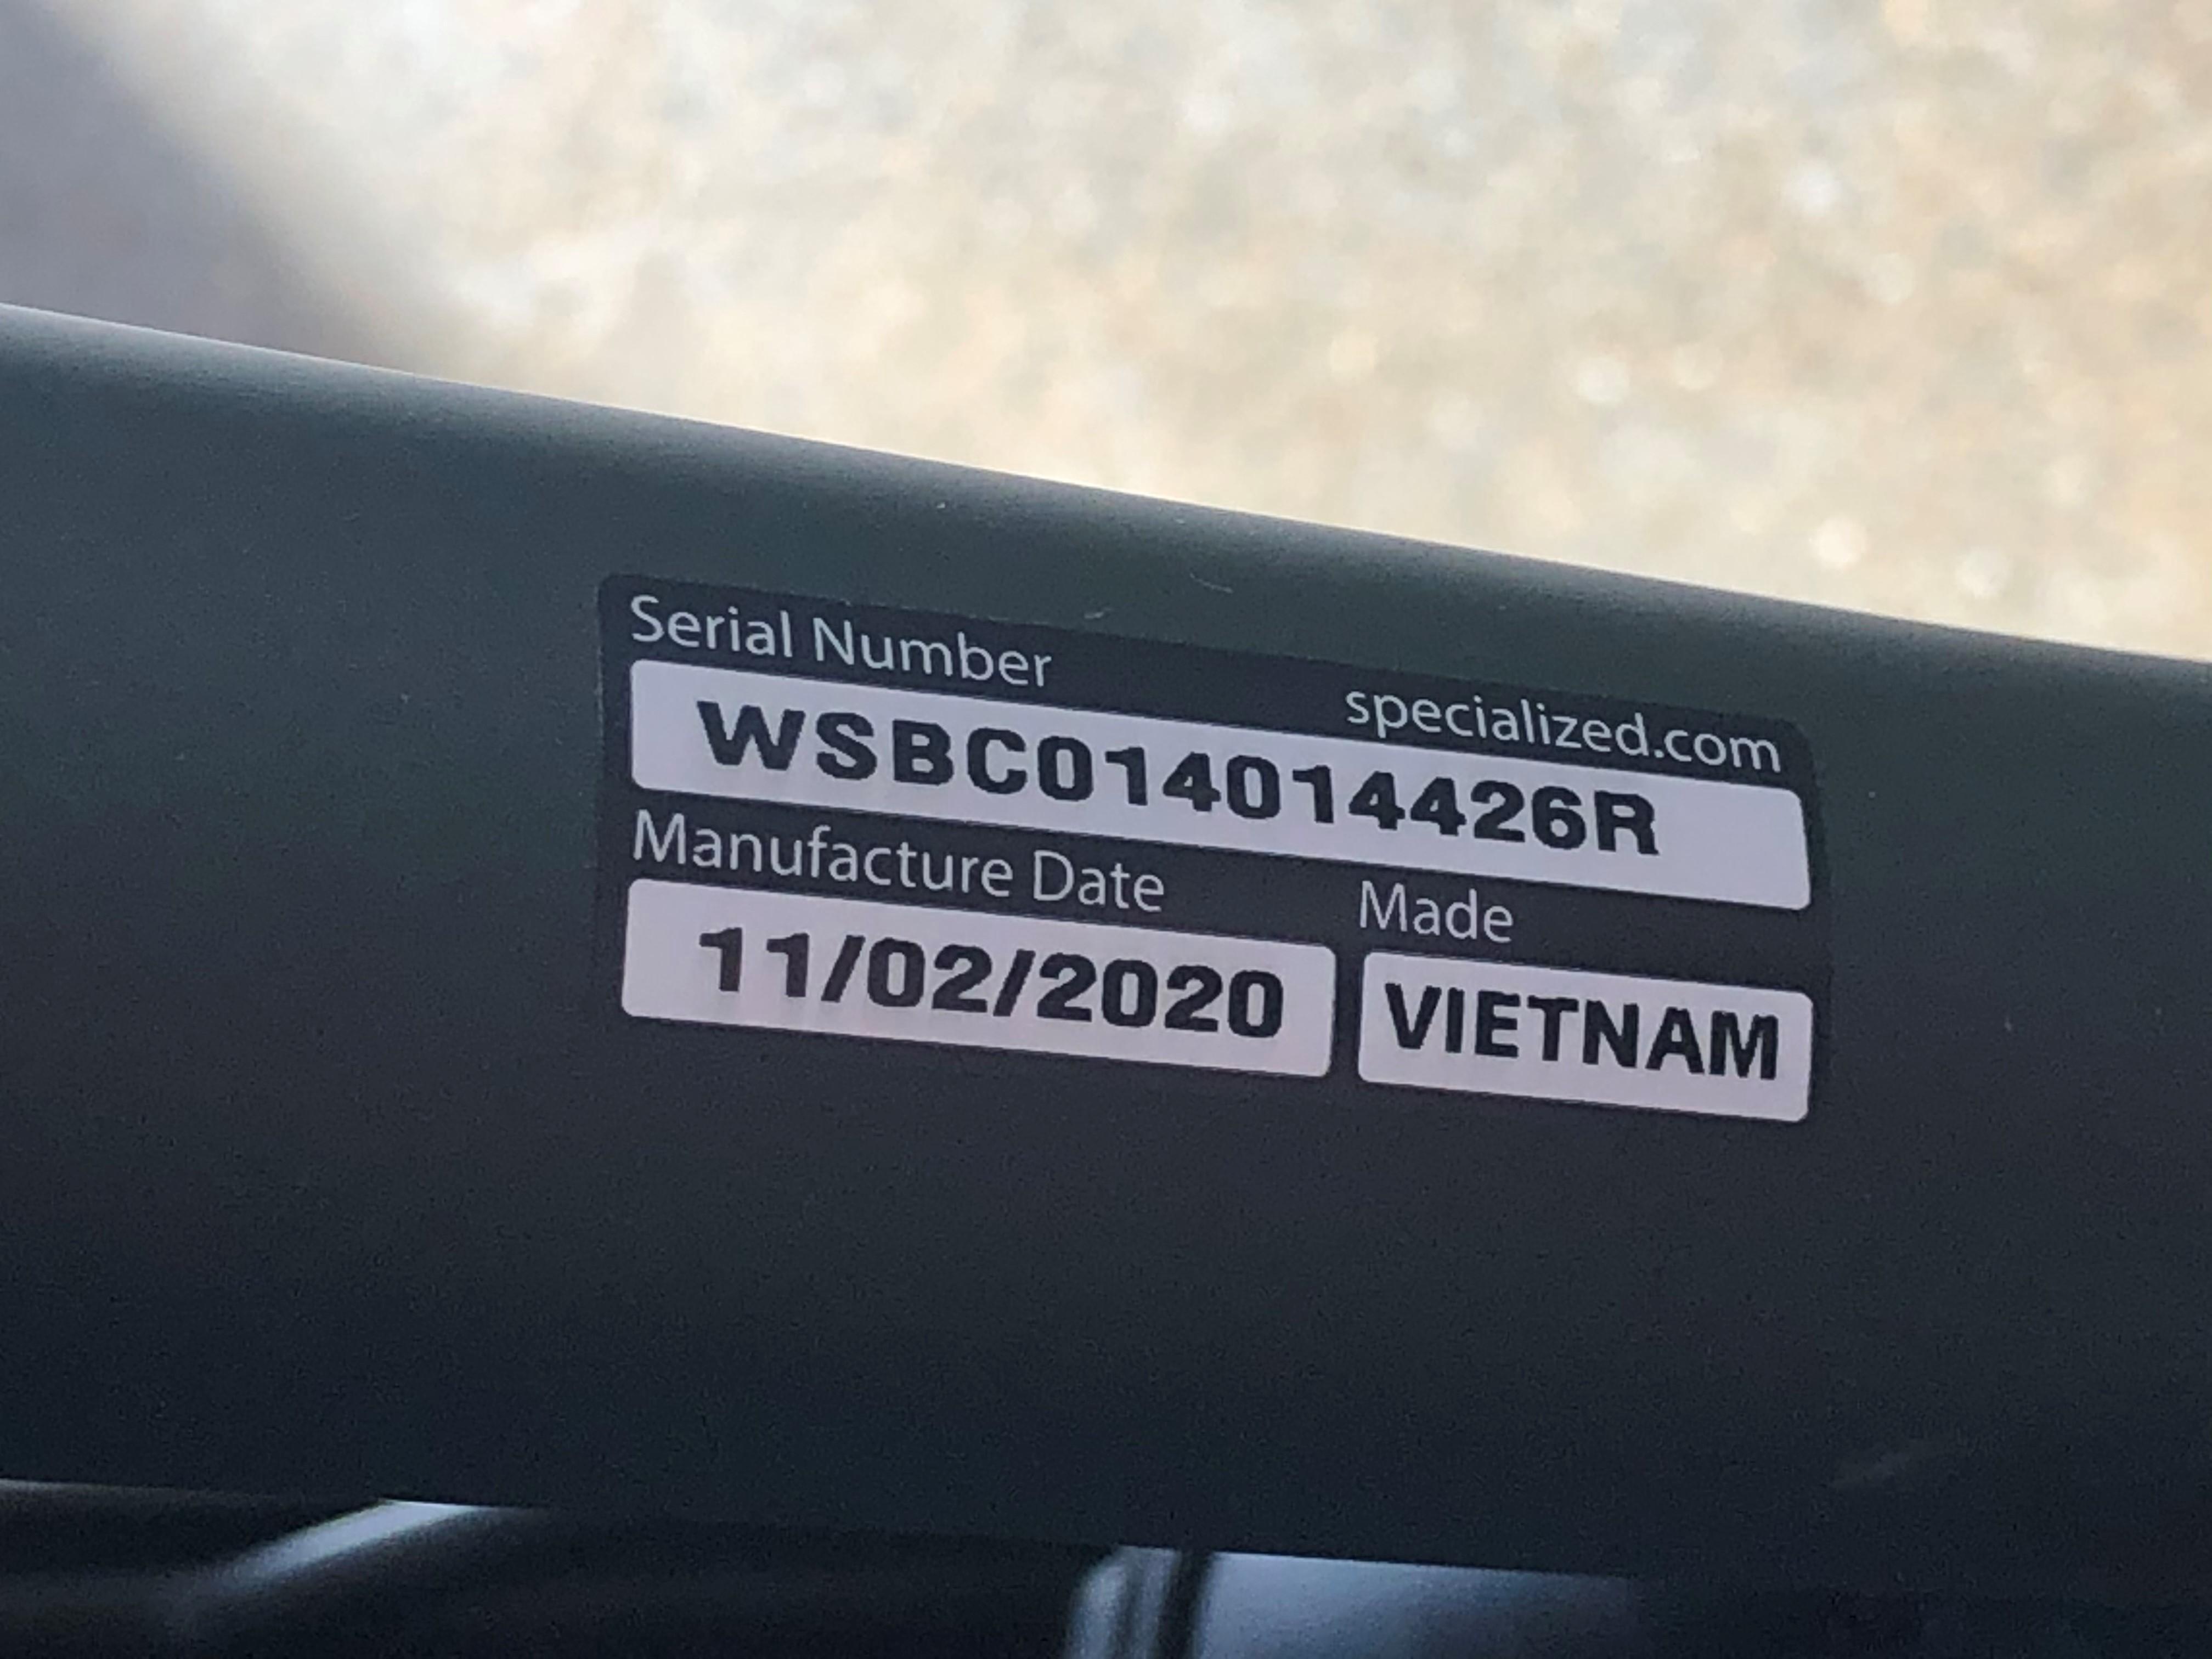 Serial Number
specialized.com
WSBC014014426R
Manufacture Date
Made
11/02/2020
VIETNAM